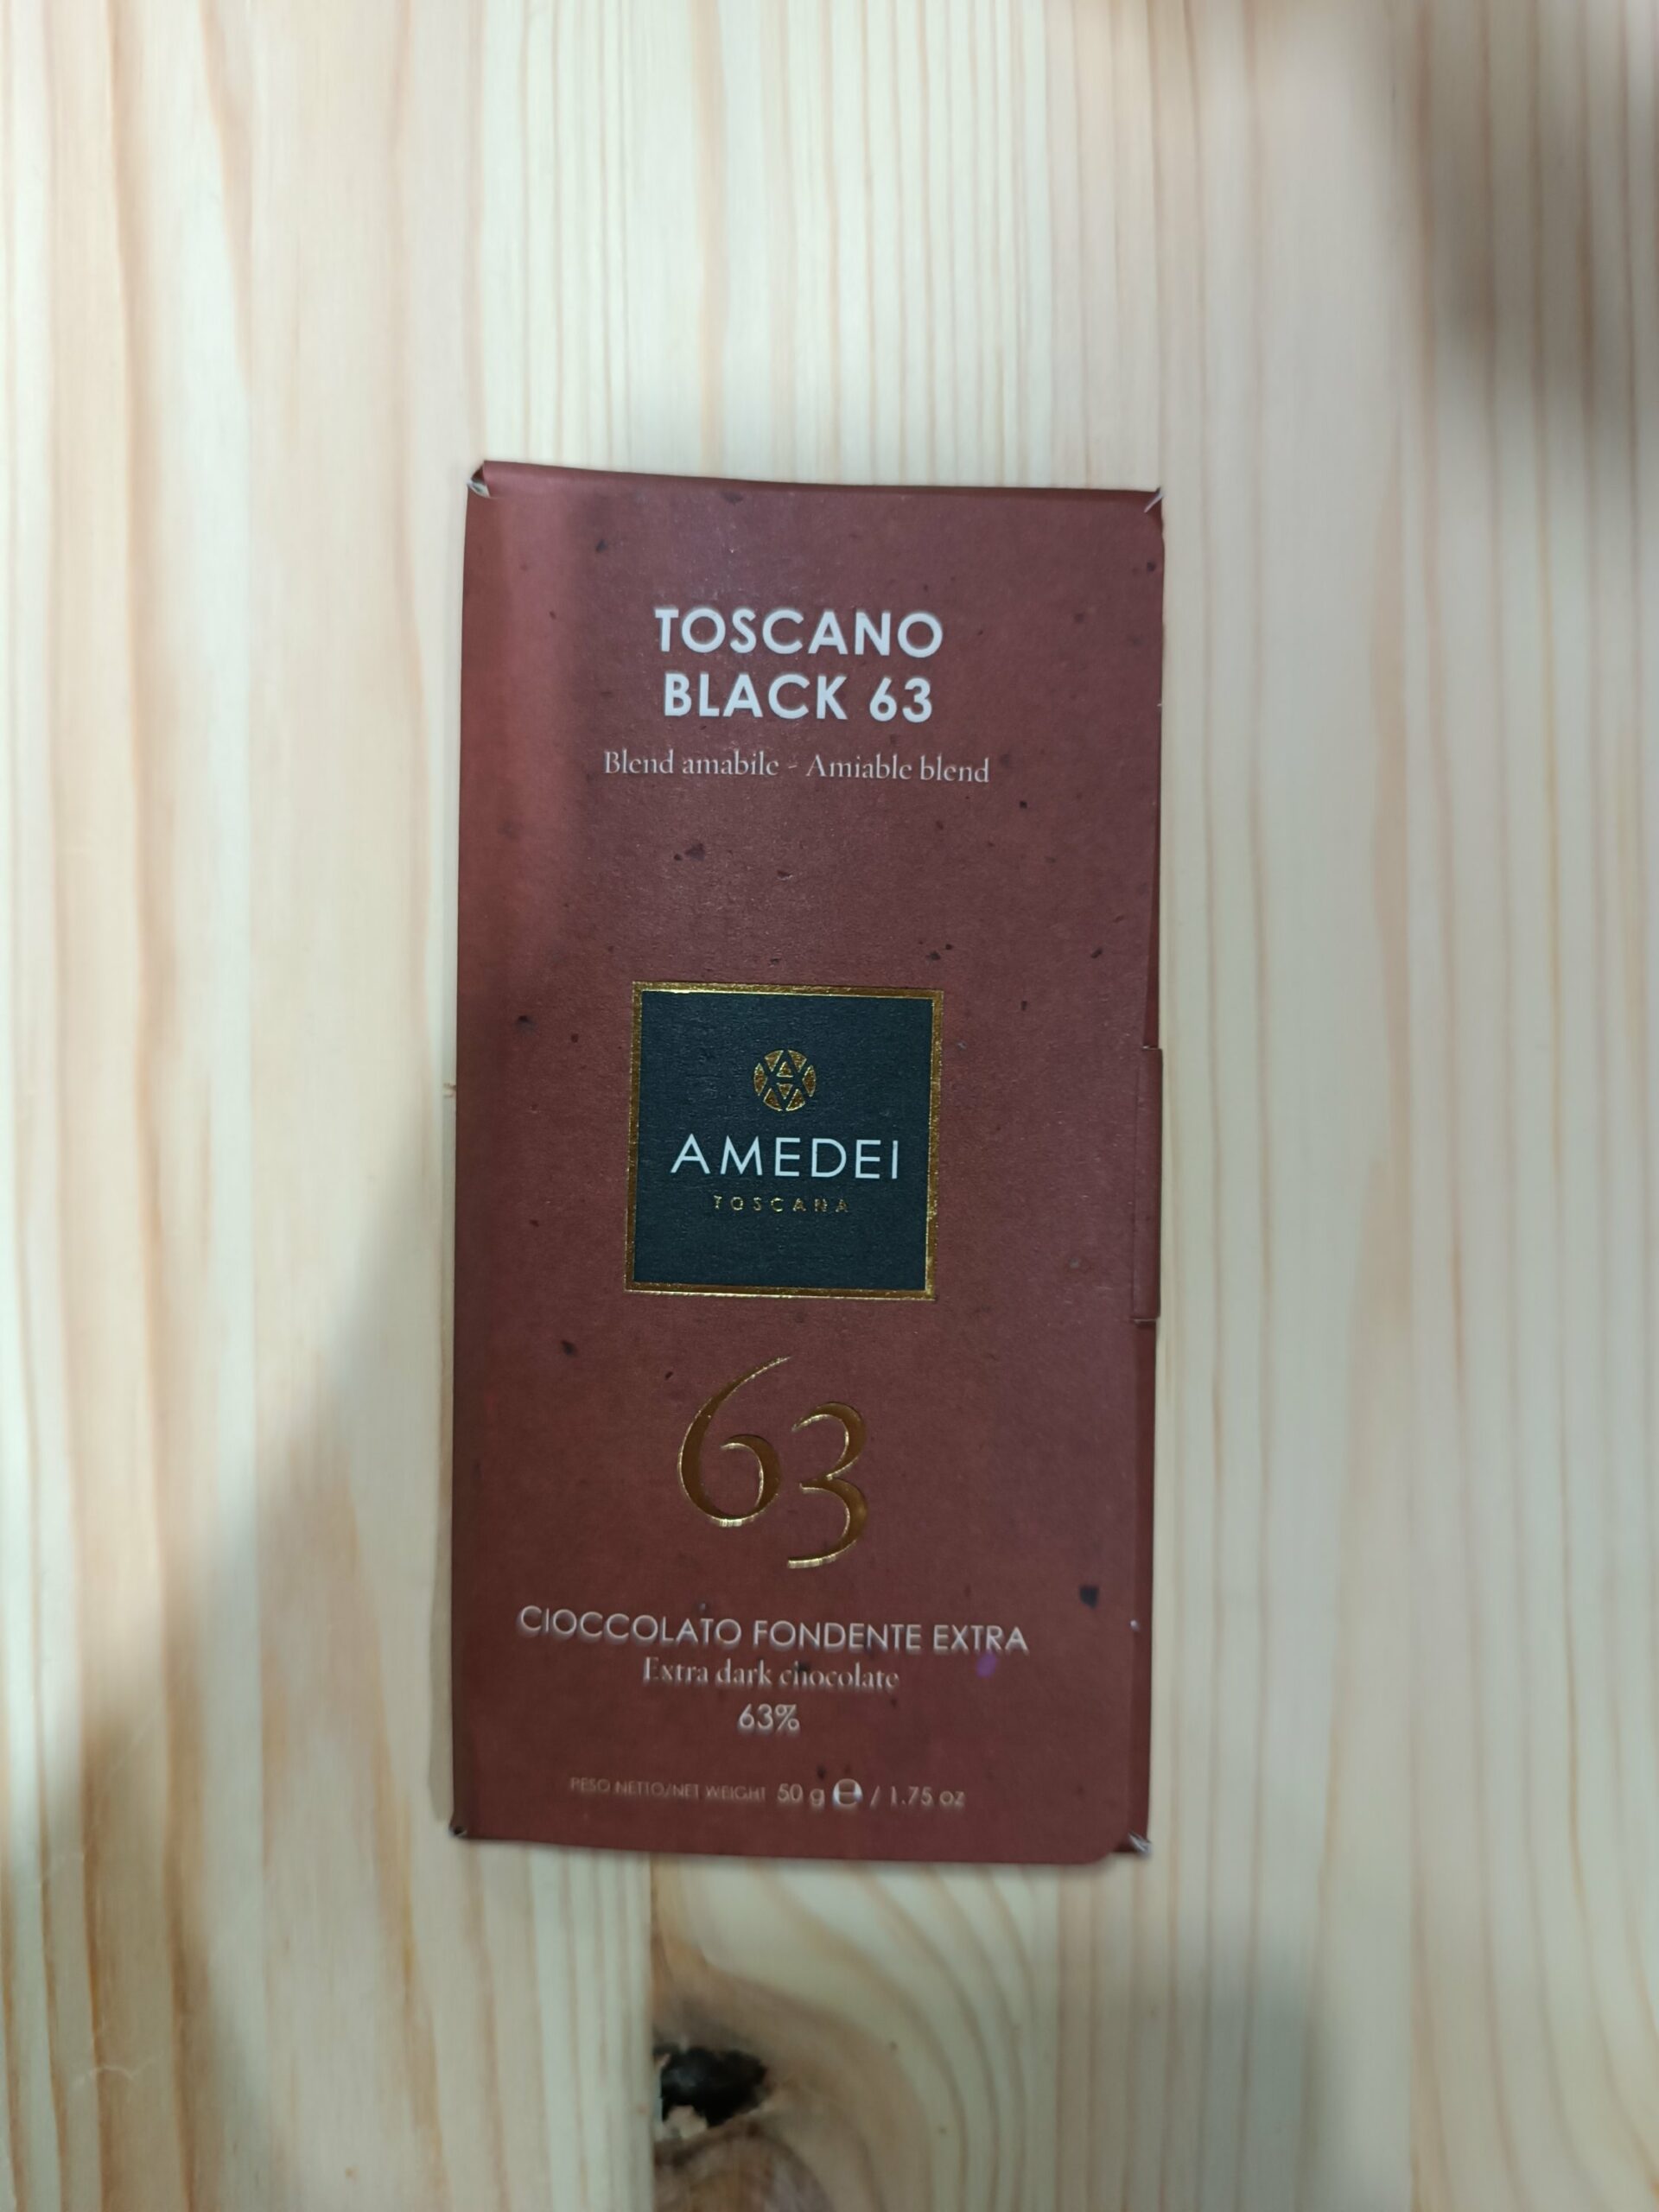 TOSCANO
BLACK 63
Blend amabile - Amiable blend
AMEDEI
TOSCANA
63
CIOCCOLATO FONDENTE EXTRA
Extra dark chocolate
63%
PESO NETTO/NET WEIGHT 50 g ℮ / 1.75 oz